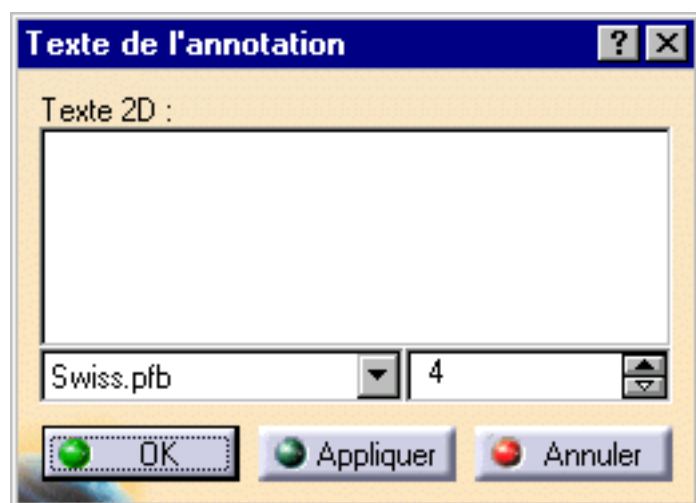 Texte de l'annotation ?
Texte 2D :
Swiss.pfb 4
OK Appliquer Annuler